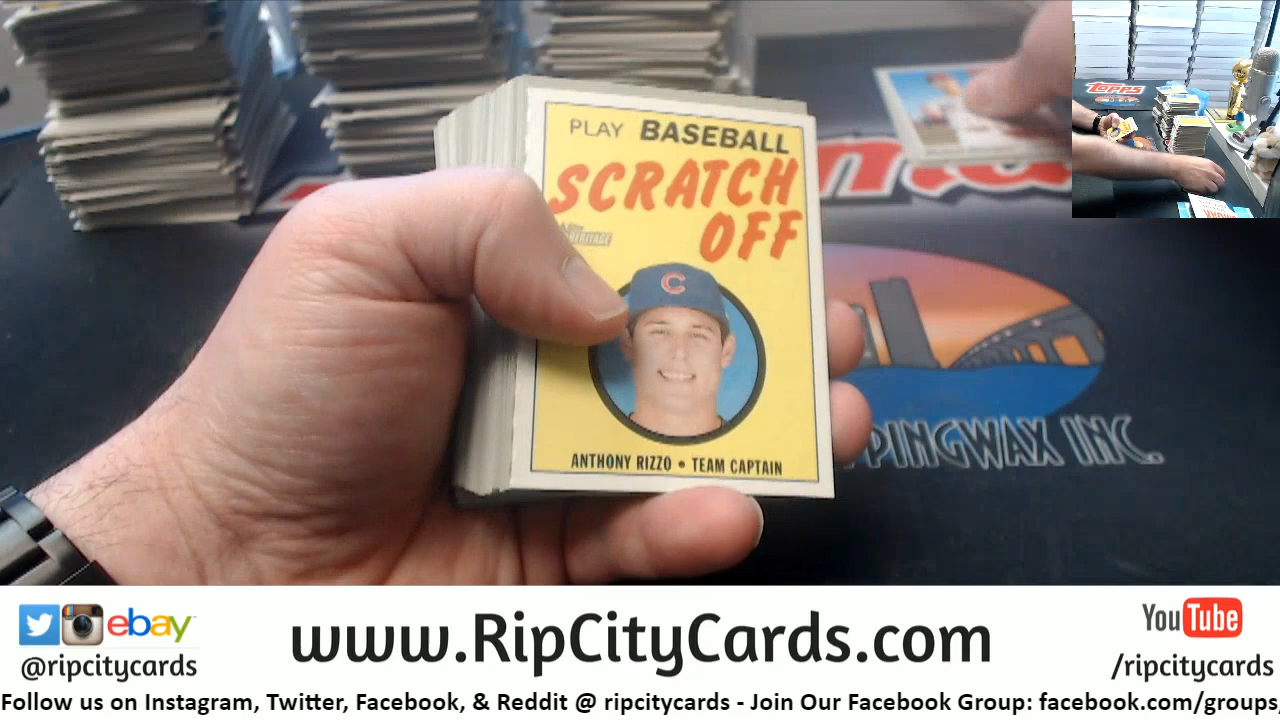 PLAY BASEBALL
SCRATCH
OFF
HERITAGE
C
ANTHONY RIZZO • TEAM CAPTAIN
TOPPS
PINGWAX INC.
ebay
@ripcitycards
www.RipCityCards.com
YouTube
/ripcitycards
Follow us on Instagram, Twitter, Facebook, & Reddit @ ripcitycards - Join Our Facebook Group: facebook.com/groups/